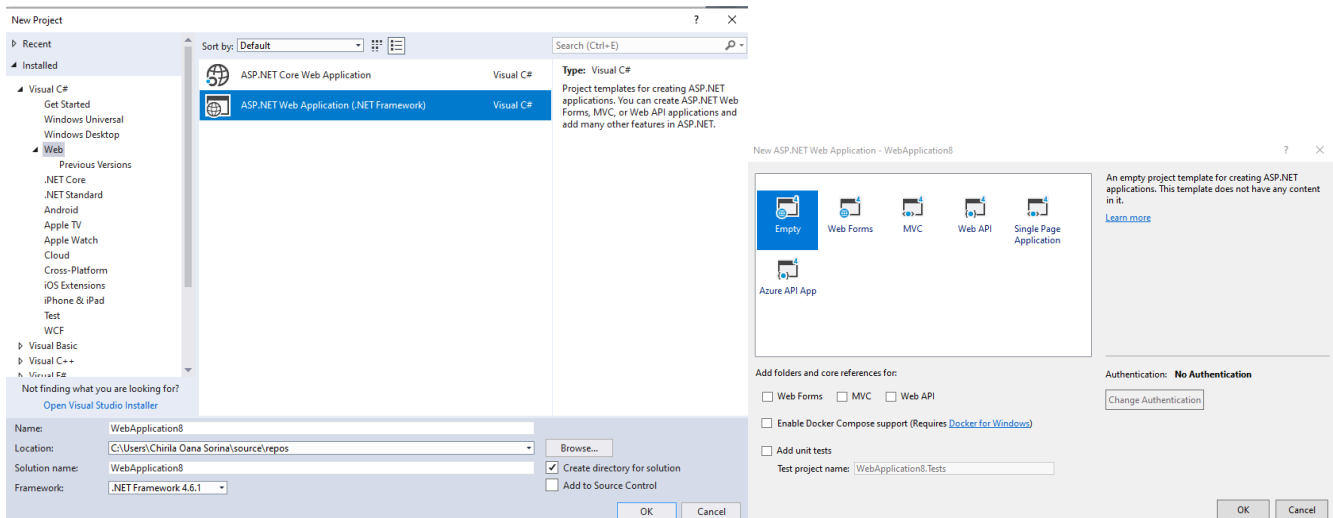 New Project
? ×
Recent
Installed
Visual C#
Get Started
Windows Universal
Windows Desktop
Web
Previous Versions
.NET Core
.NET Standard
Android
Apple TV
Apple Watch
Cloud
Cross-Platform
iOS Extensions
iPhone & iPad
Test
WCF
Visual Basic
Visual C++
Visual F#
Not finding what you are looking for?
Open Visual Studio Installer
Sort by: Default
Search (Ctrl+E)
ASP.NET Core Web Application Visual C#
ASP.NET Web Application (.NET Framework) Visual C#
Type: Visual C#
Project templates for creating ASP.NET
applications. You can create ASP.NET Web
Forms, MVC, or Web API applications and
add many other features in ASP.NET.
Name: WebApplication8
Location: C:\Users\Chirila Oana Sorina\source\repos
Browse...
Solution name: WebApplication8
Create directory for solution
Framework: .NET Framework 4.6.1
Add to Source Control
OK Cancel
New ASP.NET Web Application - WebApplication8
? ×
Empty
Web Forms
MVC
Web API
Single Page
Application
Azure API App
An empty project template for creating ASP.NET
applications. This template does not have any content
in it.
Learn more
Add folders and core references for:
Web Forms MVC Web API
Enable Docker Compose support (Requires Docker for Windows)
Add unit tests
Test project name: WebApplication8.Tests
Authentication: No Authentication
Change Authentication
OK Cancel